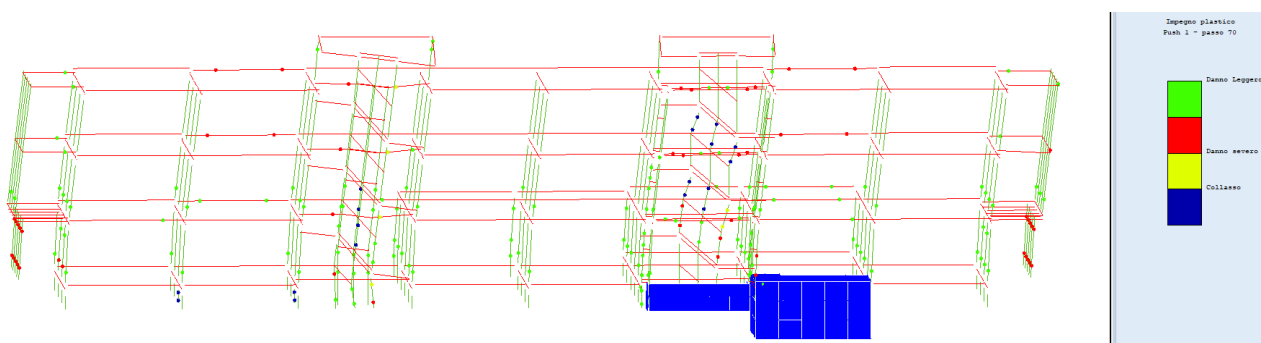 Impegno plastico
Push 1 - passo 70
Danno Leggero
Danno severo
Collasso